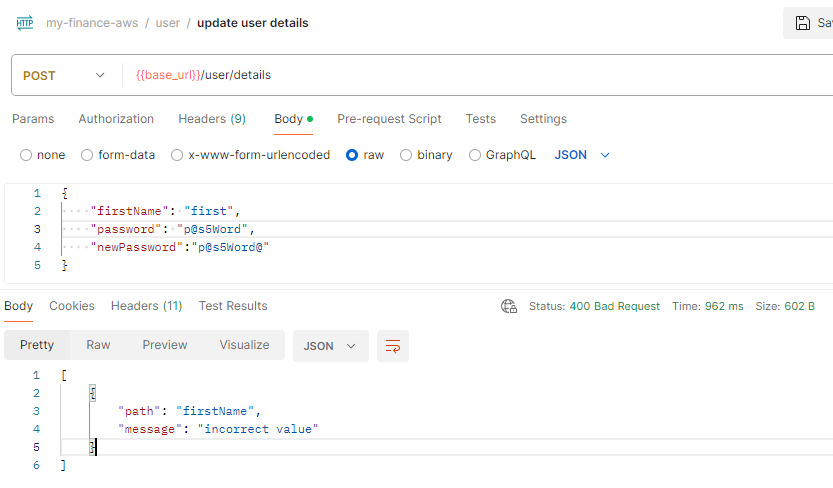 HTTP my-finance-aws / user / update user details
POST {{base_url}}/user/details
Params Authorization Headers (9) Body Pre-request Script Tests Settings
none form-data x-www-form-urlencoded raw binary GraphQL JSON
1 {
2 "firstName": "first",
3 "password": "p@s5Word",
4 "newPassword":"p@s5Word@"
5 }
Body Cookies Headers (11) Test Results Status: 400 Bad Request Time: 962 ms Size: 602 B
Pretty Raw Preview Visualize JSON
1 [
2 {
3 "path": "firstName",
4 "message": "incorrect value"
5 }
6 ]